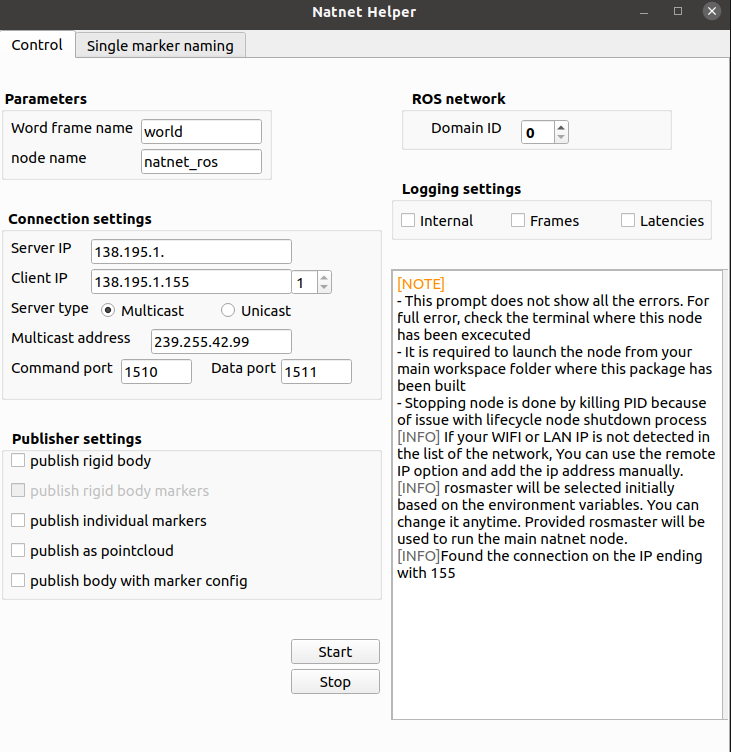 Natnet Helper
Control
Single marker naming
Parameters
Word frame name
world
node name
natnet_ros
Connection settings
Server IP
138.195.1.
Client IP
138.195.1.155
1
Server type
Multicast
Unicast
Multicast address
239.255.42.99
Command port
1510
Data port
1511
Publisher settings
publish rigid body
publish rigid body markers
publish individual markers
publish as pointcloud
publish body with marker config
Start
Stop
ROS network
Domain ID
0
Logging settings
Internal
Frames
Latencies
[NOTE]
- This prompt does not show all the errors. For
full error, check the terminal where this node
has been excecuted
- It is required to launch the node from your
main workspace folder where this package has
been built
- Stopping node is done by killing PID because
of issue with lifecycle node shutdown process
[INFO] If your WIFI or LAN IP is not detected in
the list of the network, You can use the remote
IP option and add the ip address manually.
[INFO] rosmaster will be selected initially
based on the environment variables. You can
change it anytime. Provided rosmaster will be
used to run the main natnet node.
[INFO]Found the connection on the IP ending
with 155